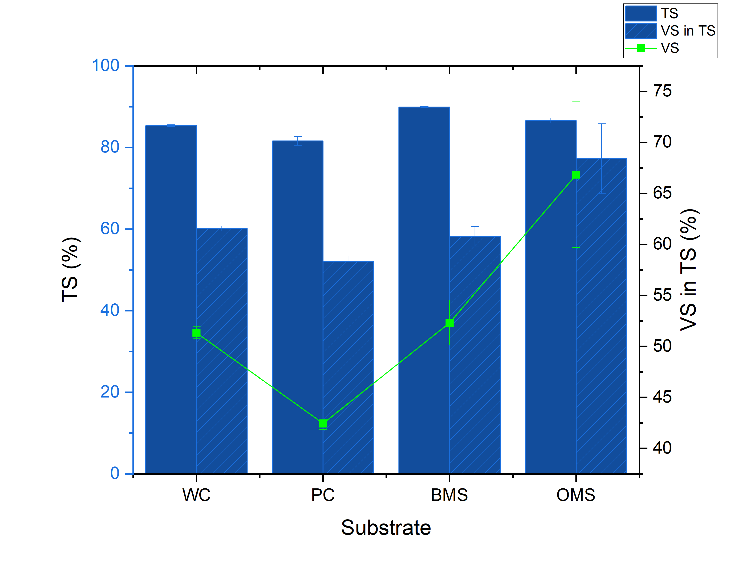 TS
VS in TS
VS
100
80
60
40
20
0
TS (%)
75
70
65
60
55
50
45
40
VS in TS (%)
WC PC BMS OMS
Substrate